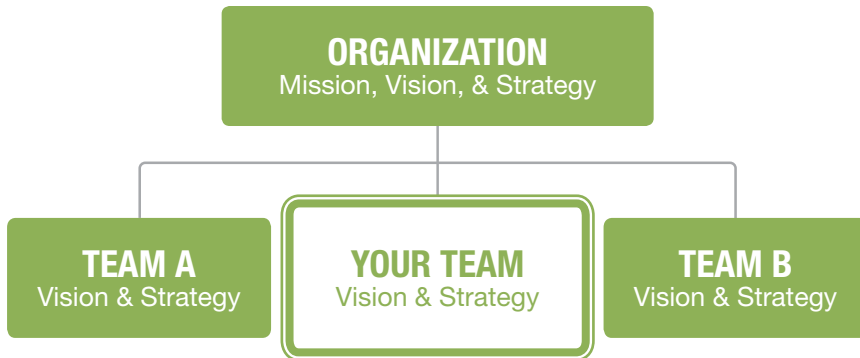 ORGANIZATION
Mission, Vision, & Strategy
TEAM A
Vision & Strategy
YOUR TEAM
Vision & Strategy
TEAM B
Vision & Strategy